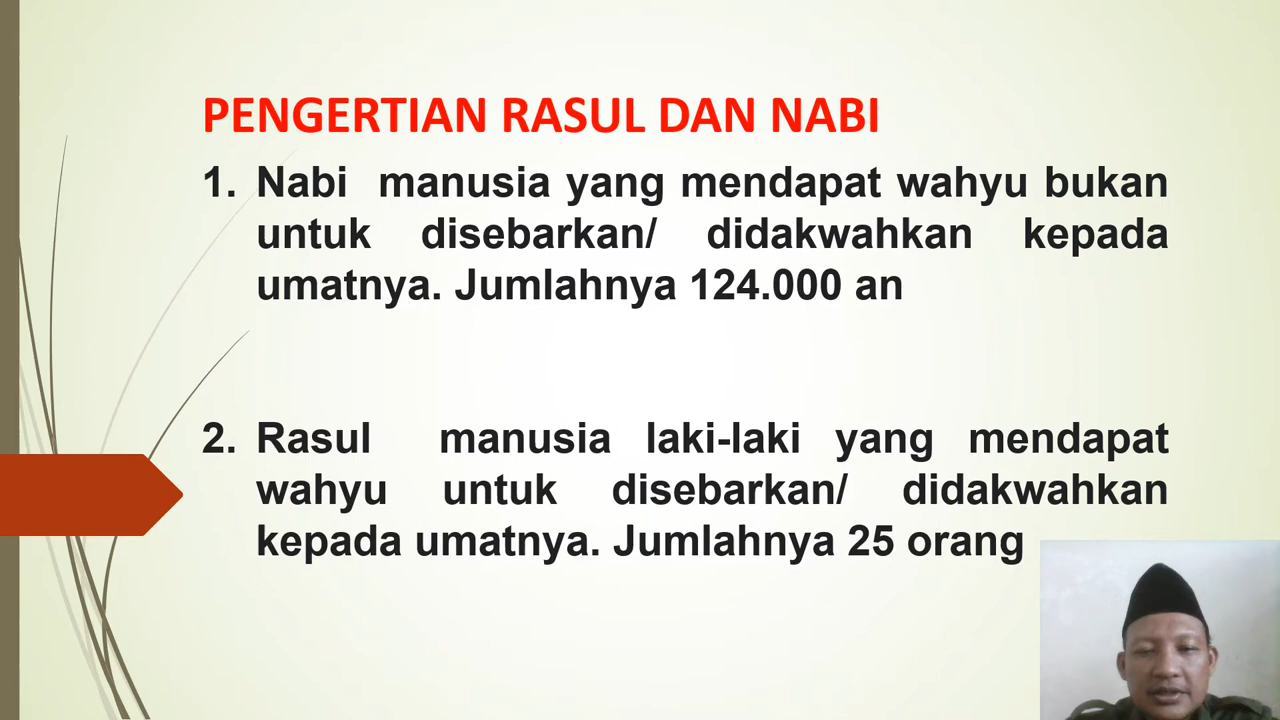 PENGERTIAN RASUL DAN NABI
1. Nabi manusia yang mendapat wahyu bukan
untuk disebarkan/ didakwahkan kepada
umatnya. Jumlahnya 124.000 an
2. Rasul manusia laki-laki yang mendapat
wahyu untuk disebarkan/ didakwahkan
kepada umatnya. Jumlahnya 25 orang